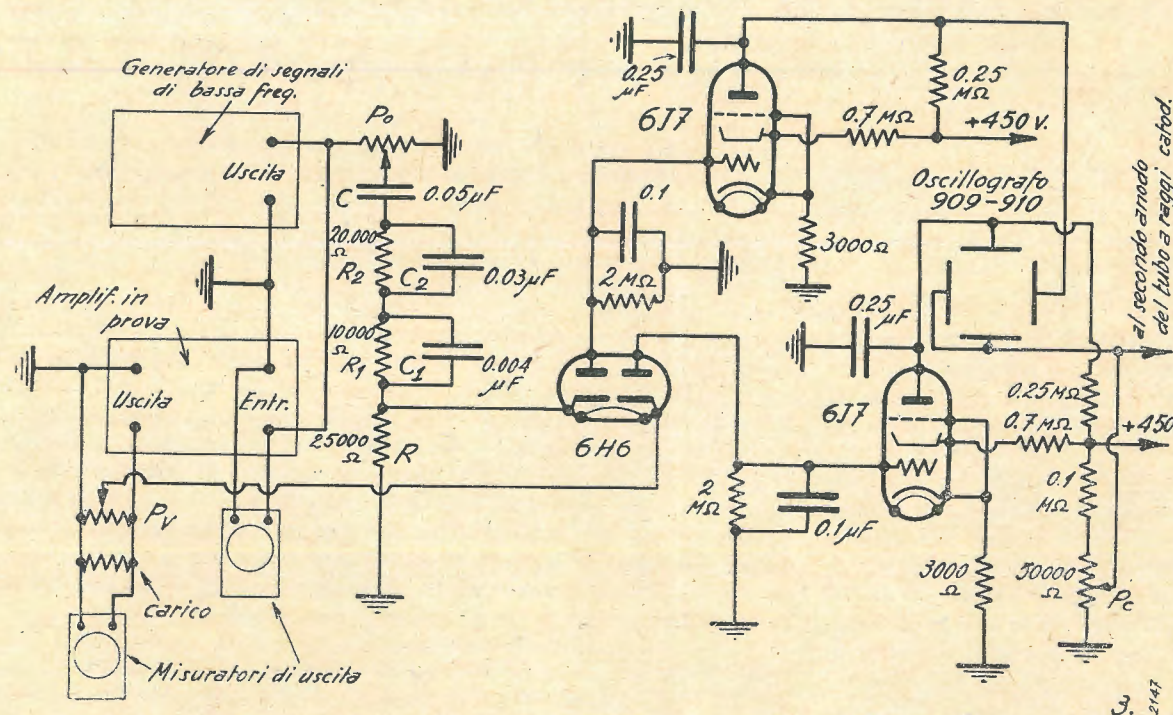 Generatore di segnali
di bassa freq.
Uscita
Po
C
0.05µF
20.000
Ω
R2
C2
0.03µF
10.000
Ω
R1
C1
0.004
µF
25000
Ω
R
Amplif. in
prova
Uscita
Entr.
PV
carico
Misuratori di uscita
0.25
µF
6J7
0.7 MΩ
0.25
MΩ
+450 v.
0.1
2 MΩ
3000Ω
6H6
Oscillografo
909-910
al secondo anodo
del tubo a raggi catod.
0.25
µF
6J7
0.25MΩ
0.7 MΩ
+450
2
MΩ
0.1µF
3000
Ω
0.1
MΩ
50000
Ω
Pc
3.
2147